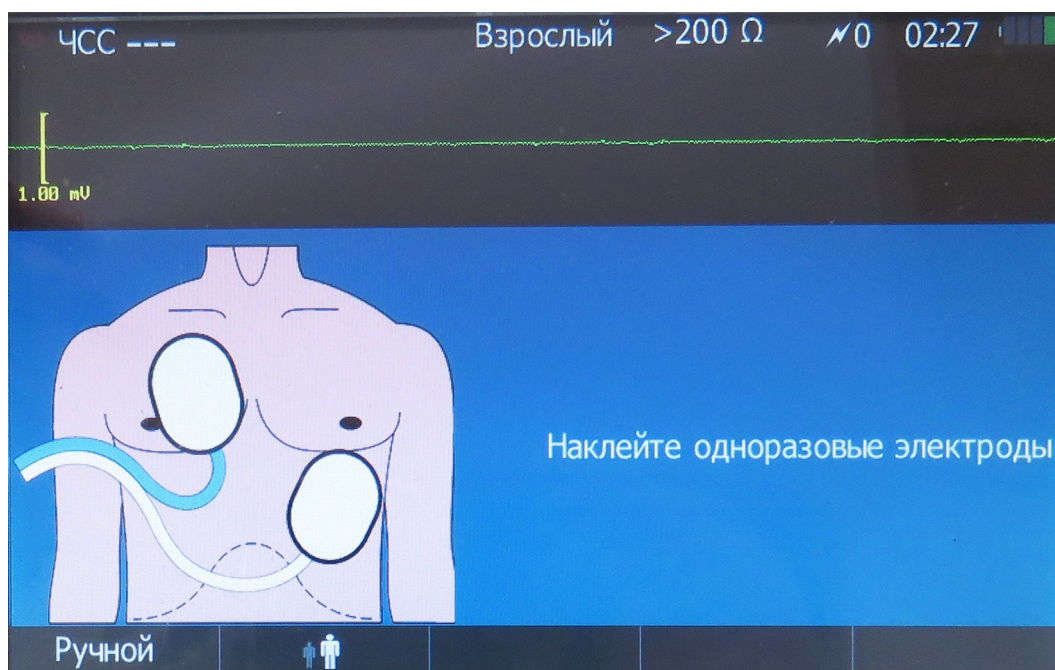 ЧСС ---
Взрослый >200 Ω 0 02:27
1.00 mV
Наклейте одноразовые электроды
Ручной